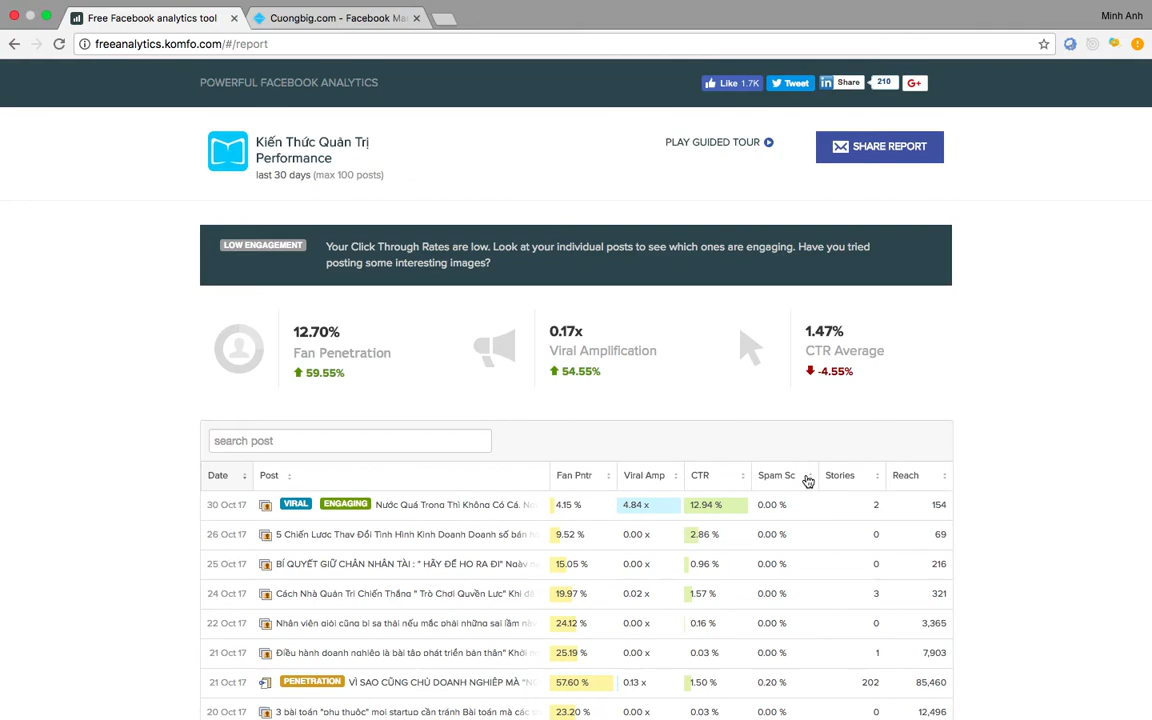 Free Facebook analytics tool
Cuongbig.com - Facebook Ma
Minh Anh
freeanalytics.komfo.com/#/report
POWERFUL FACEBOOK ANALYTICS
Like 1.7K
Tweet
in Share
210
G+
Kiến Thức Quản Trị
Performance
last 30 days (max 100 posts)
PLAY GUIDED TOUR
SHARE REPORT
LOW ENGAGEMENT
Your Click Through Rates are low. Look at your individual posts to see which ones are engaging. Have you tried
posting some interesting images?
12.70%
Fan Penetration
59.55%
0.17x
Viral Amplification
54.55%
1.47%
CTR Average
-4.55%
search post
Date Post Fan Pntr Viral Amp CTR Spam Sc Stories Reach
30 Oct 17 VIRAL ENGAGING Nước Quá Trong Thì Không Có Cá. 4.15 % 4.84 x 12.94 % 0.00 % 2 154
26 Oct 17 5 Chiến Lược Thay Đổi Tình Hình Kinh Doanh Doanh số bán 9.52 % 0.00 x 2.86 % 0.00 % 0 69
25 Oct 17 BÍ QUYẾT GIỮ CHÂN NHÂN TÀI : " HÃY ĐỂ HỌ RA ĐI" 15.05 % 0.00 x 0.96 % 0.00 % 0 216
24 Oct 17 Cách Nhà Quản Trị Chiến Thắng " Trò Chơi Quyền Lực" Khi 19.97 % 0.02 x 1.57 % 0.00 % 3 321
22 Oct 17 Nhân viên giỏi cũng bị sa thải nếu mắc phải những sai lầm 24.12 % 0.00 x 0.16 % 0.00 % 0 3,365
21 Oct 17 Điều hành doanh nghiệp là bài tập phát triển bản thân" 25.19 % 0.00 x 0.03 % 0.00 % 1 7,903
21 Oct 17 PENETRATION VÌ SAO CŨNG CHỦ DOANH NGHIỆP MÀ 57.60 % 0.13 x 1.50 % 0.20 % 202 85,460
20 Oct 17 3 bài toán "phụ thuộc" mọi startup cần tránh Bài toán mà các 23.20 % 0.00 x 0.03 % 0.00 % 0 12,496